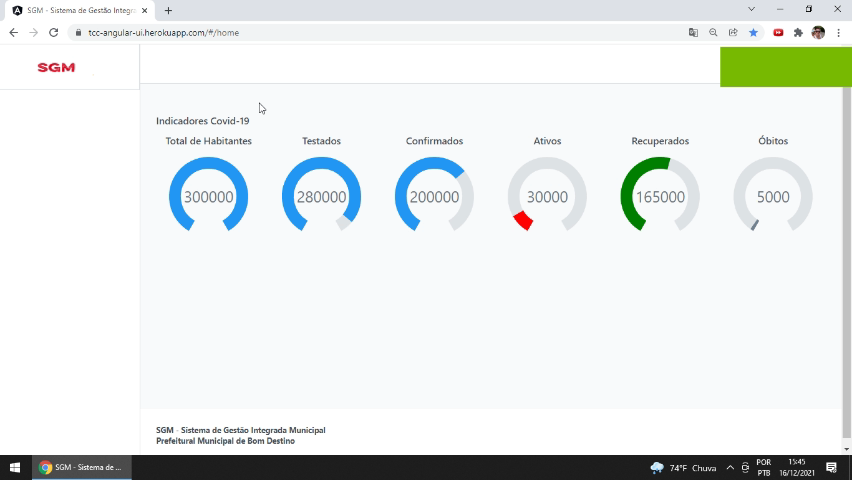 SGM - Sistema de Gestão Integra
tcc-angular-ui.herokuapp.com/#/home
SGM
Indicadores Covid-19
Total de Habitantes
Testados
Confirmados
Ativos
Recuperados
Óbitos
300000
280000
200000
30000
165000
5000
SGM - Sistema de Gestão Integrada Municipal
Prefeitural Municipal de Bom Destino
SGM - Sistema de ...
74°F Chuva
POR
PTB
15:45
16/12/2021